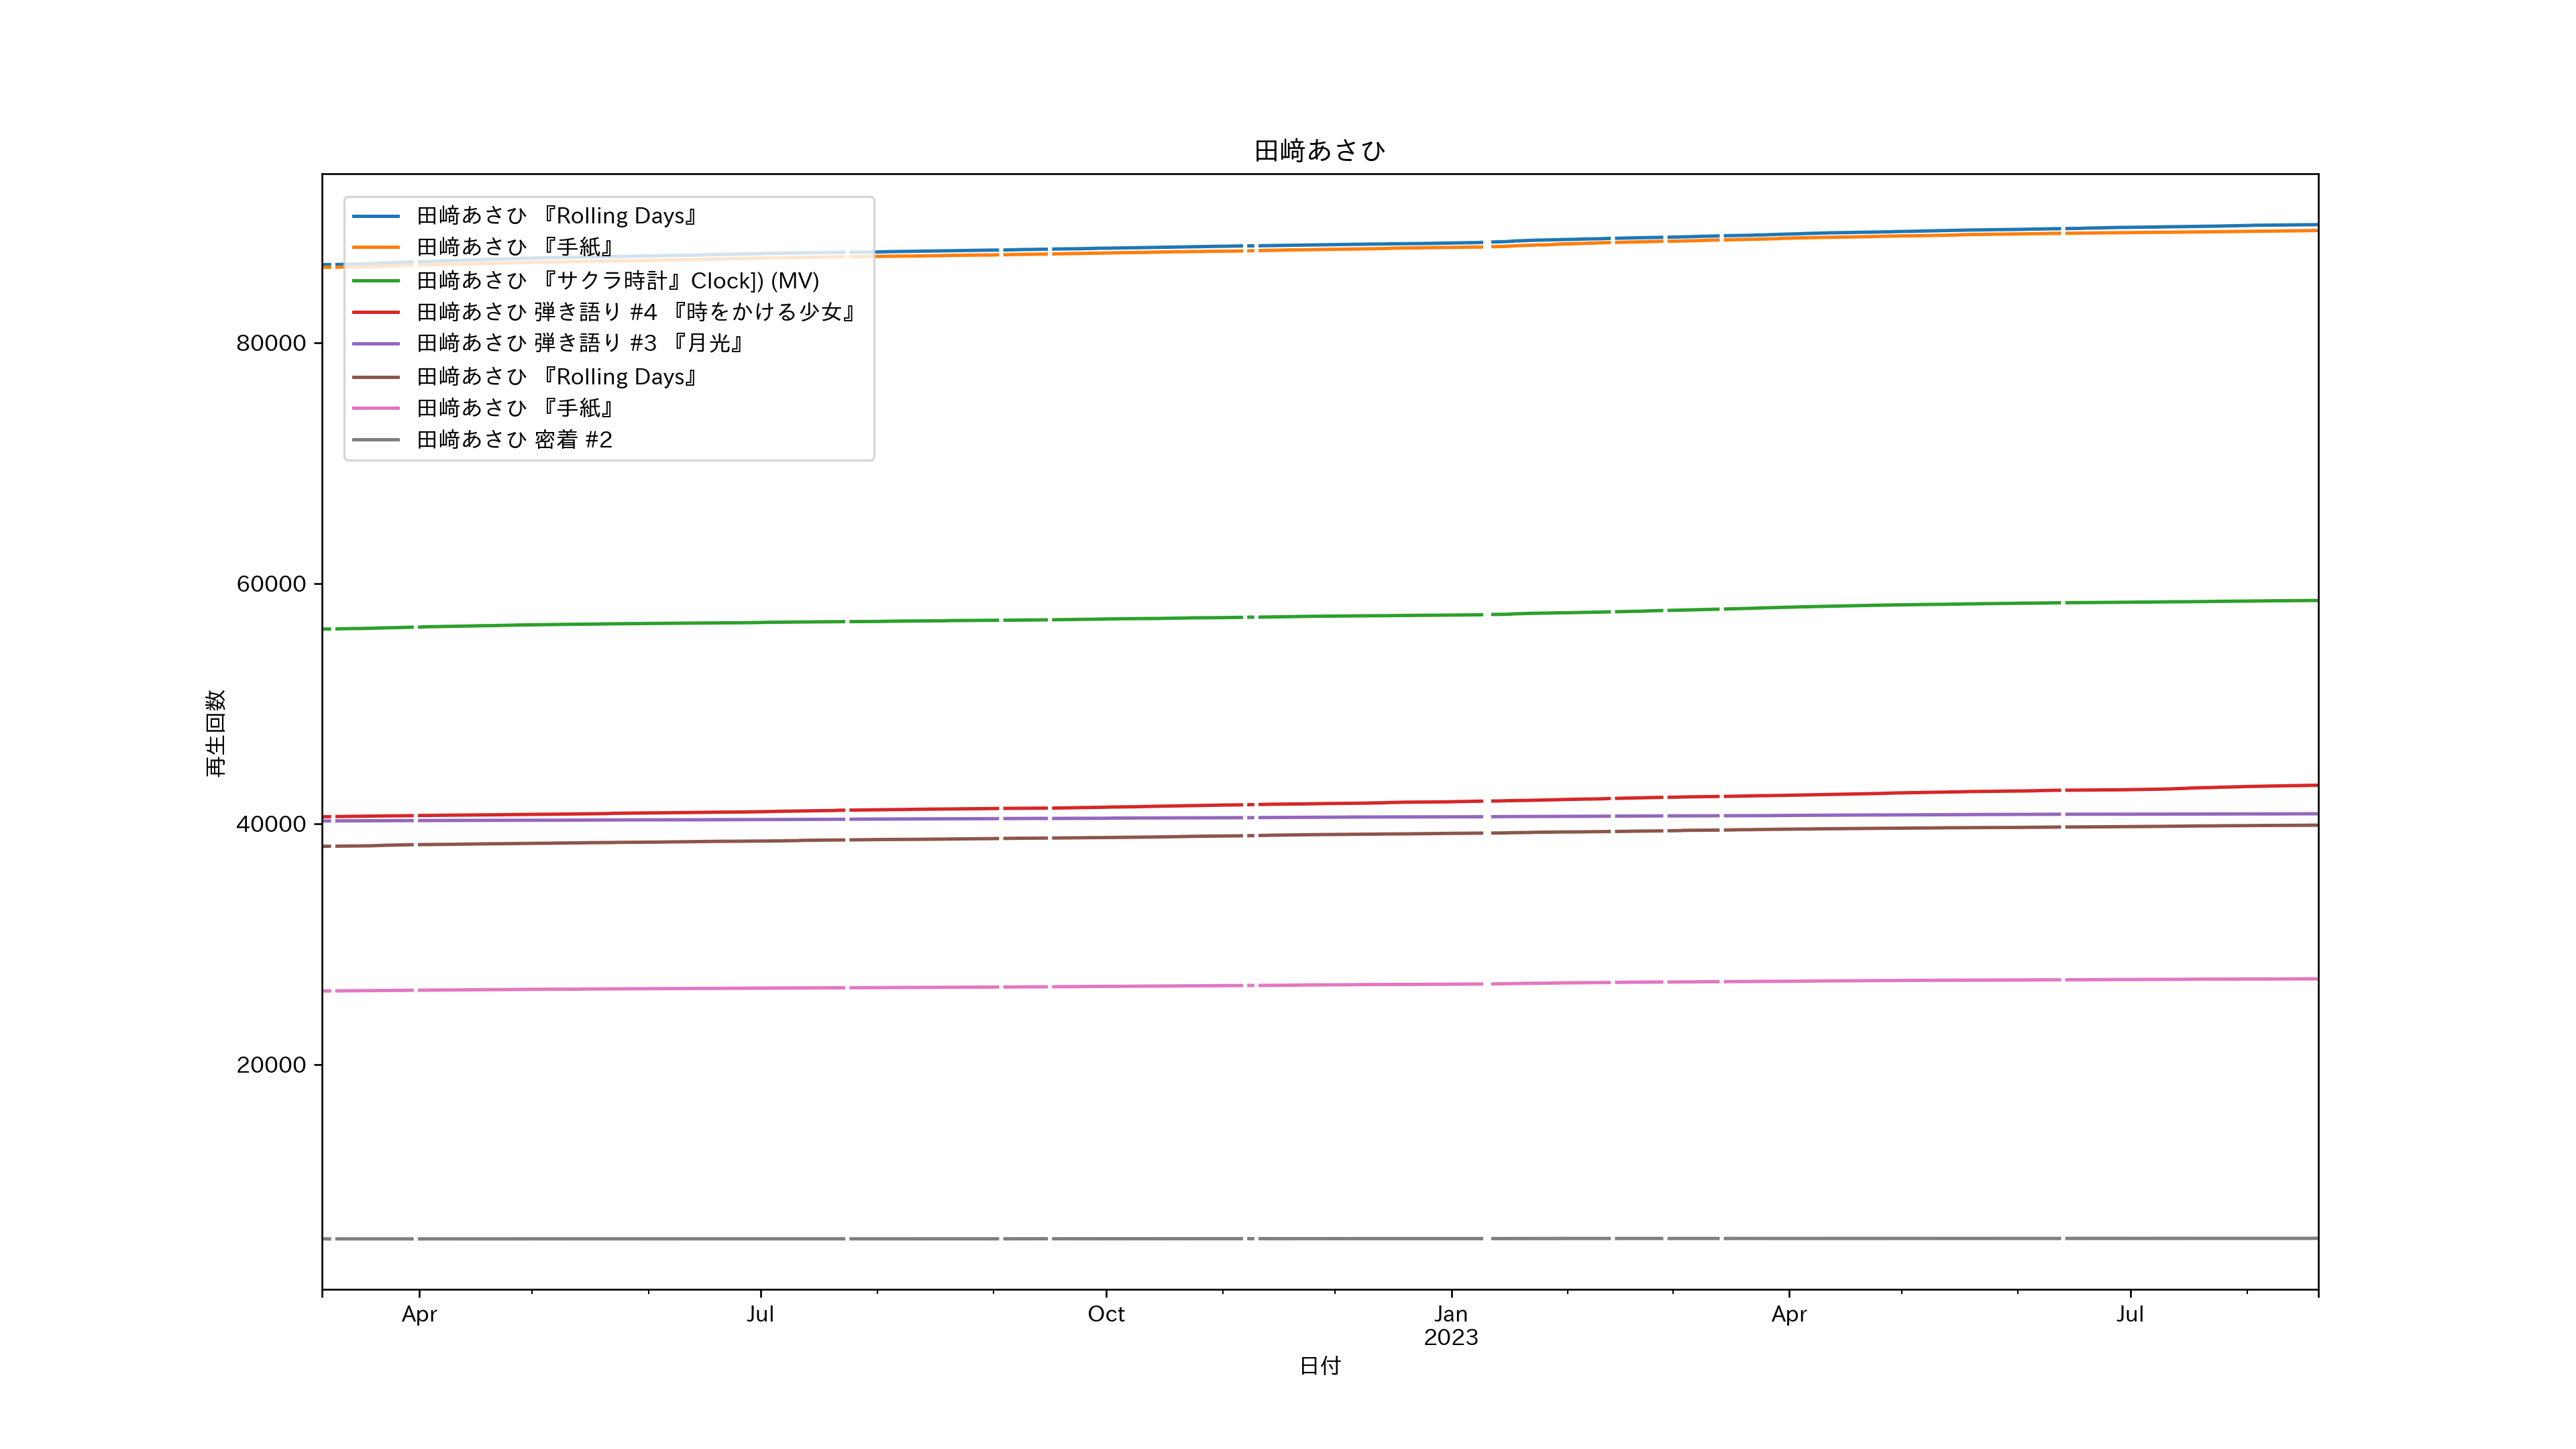 田﨑あさひ
田﨑あさひ 『Rolling Days』
田﨑あさひ 『手紙』
田﨑あさひ 『サクラ時計』Clock]) (MV)
田﨑あさひ 弾き語り #4 『時をかける少女』
田﨑あさひ 弾き語り #3 『月光』
田﨑あさひ 『Rolling Days』
田﨑あさひ 『手紙』
田﨑あさひ 密着 #2
80000
60000
40000
20000
再生回数
Apr
Jul
Oct
Jan
2023
Apr
Jul
日付